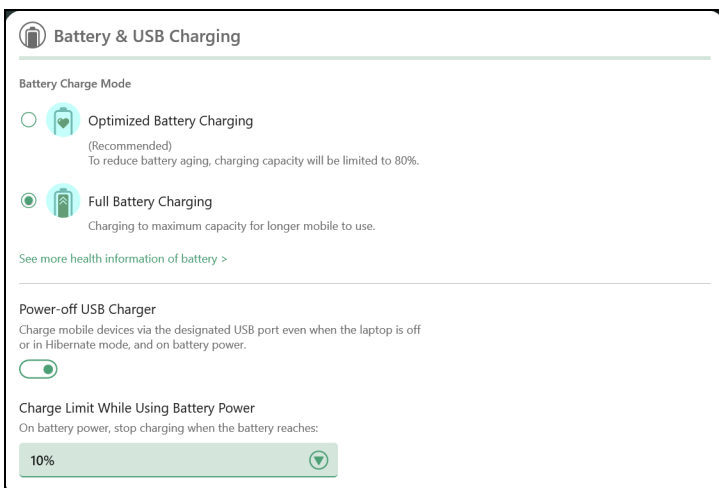 Battery & USB Charging
Battery Charge Mode
Optimized Battery Charging
(Recommended)
To reduce battery aging, charging capacity will be limited to 80%.
Full Battery Charging
Charging to maximum capacity for longer mobile to use.
See more health information of battery >
Power-off USB Charger
Charge mobile devices via the designated USB port even when the laptop is off
or in Hibernate mode, and on battery power.
Charge Limit While Using Battery Power
On battery power, stop charging when the battery reaches:
10%